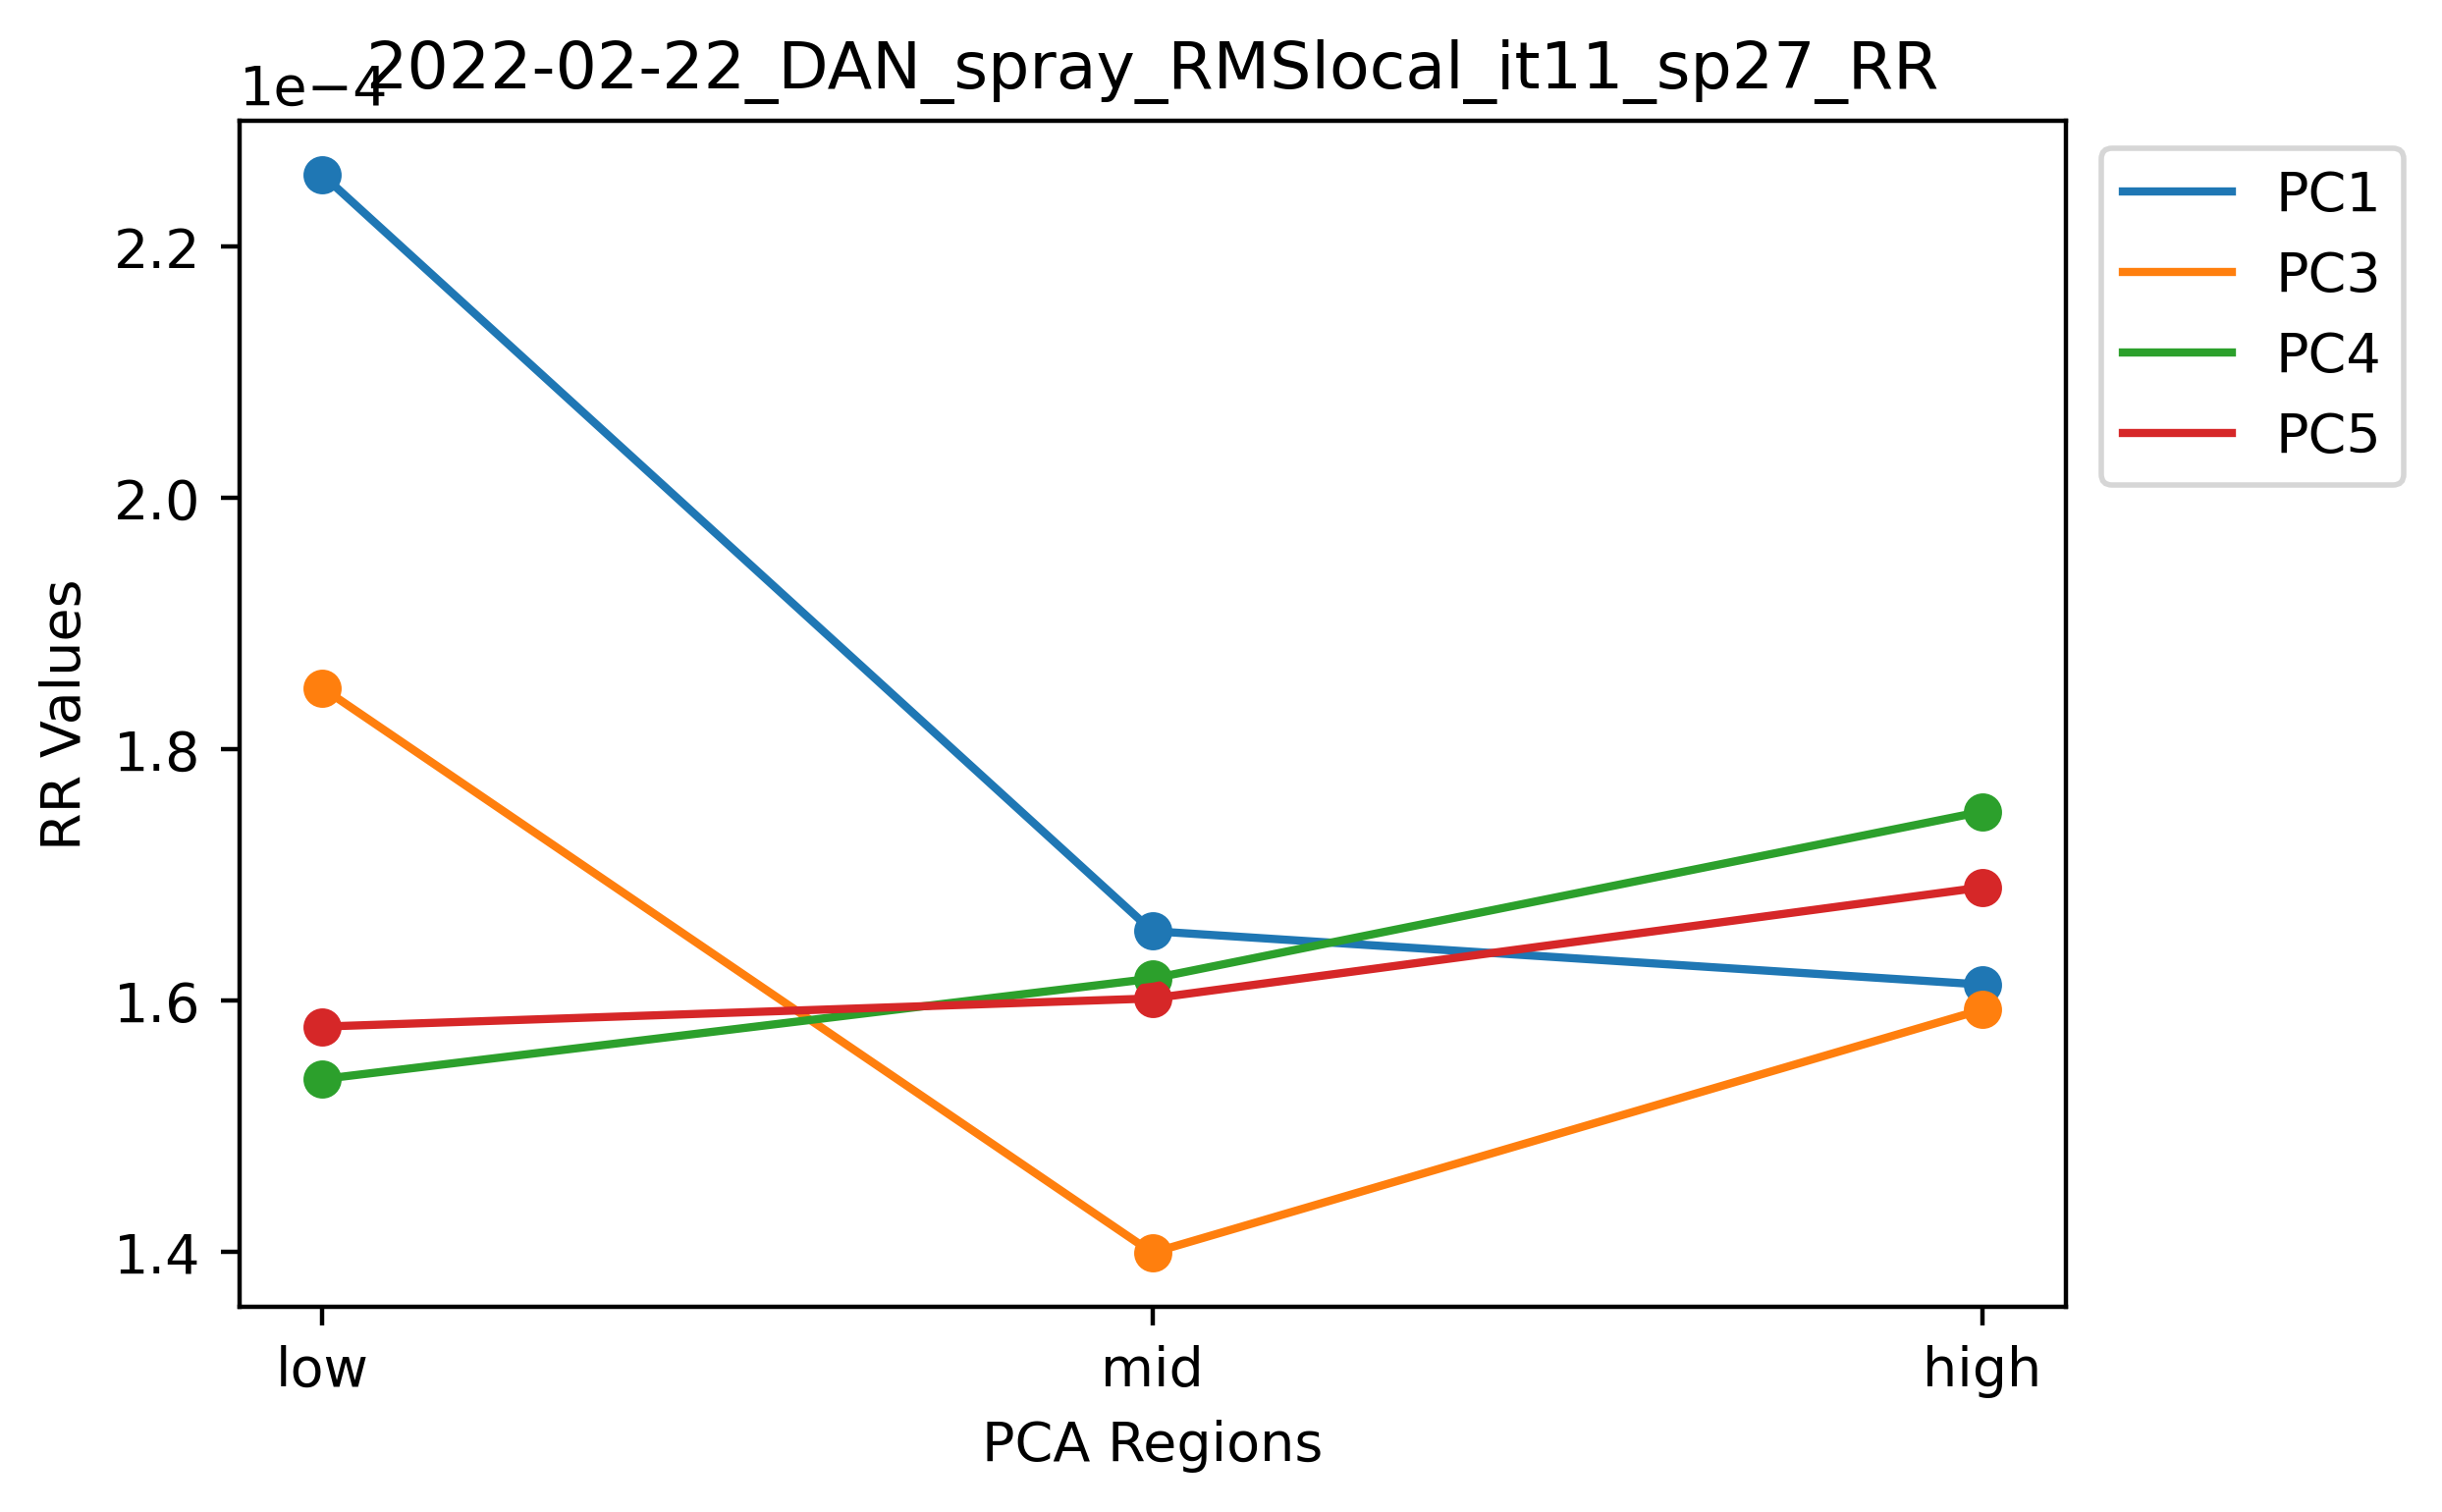 1e−4
2022-02-22_DAN_spray_RMSlocal_it11_sp27_RR
PC1
PC3
PC4
PC5
2.2
2.0
1.8
1.6
1.4
RR Values
low
mid
high
PCA Regions